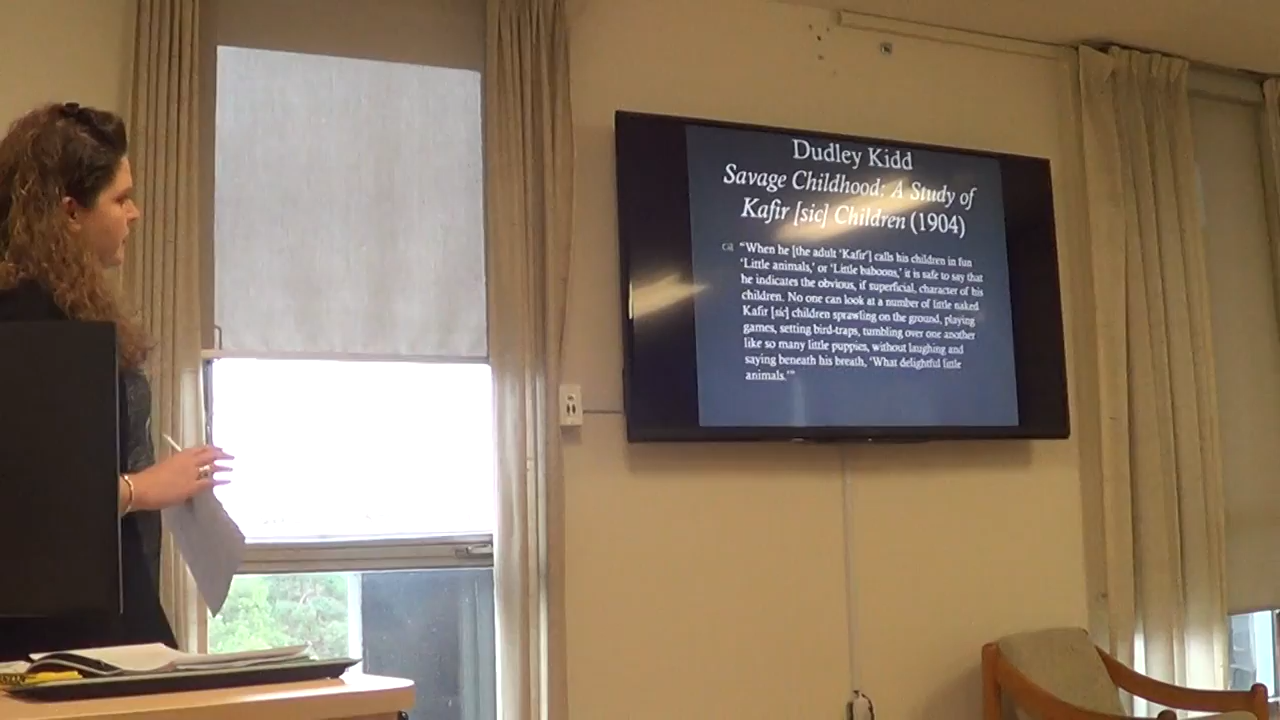 Dudley Kidd
Savage Childhood: A Study of
Kafir [sic] Children (1904)
"When he [the adult 'Kafir'] calls his children in fun
'Little animals,' or 'Little baboons,' it is safe to say that
he indicates the obvious, if superficial, character of his
children. No one can look at a number of little naked
Kafir [sic] children sprawling on the ground, playing
games, setting bird-traps, tumbling over one another
like so many little puppies, without laughing and
saying beneath his breath, 'What delightful little
animals.'"